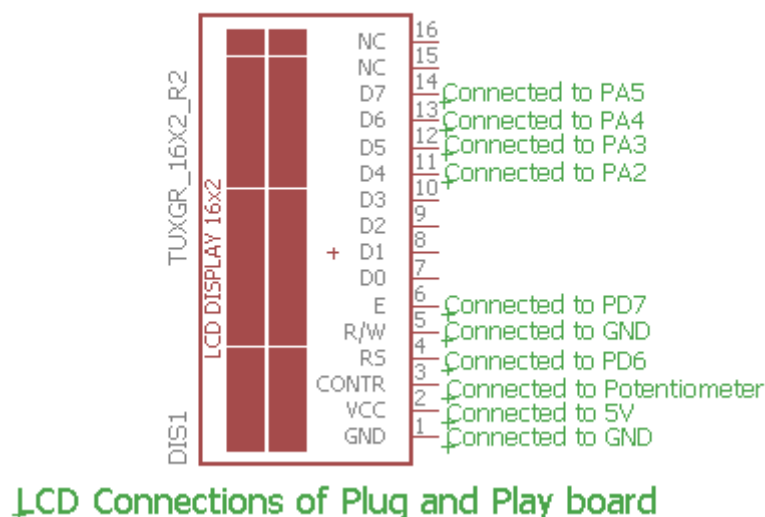 TUXGR_16X2_R2
DIS1
LCD DISPLAY 16x2
NC 16
NC 15
D7 14 Connected to PA5
D6 13 Connected to PA4
D5 12 Connected to PA3
D4 11 Connected to PA2
D3 10
D2 9
+ D1 8
D0 7
E 6 Connected to PD7
R/W 5 Connected to GND
RS 4 Connected to PD6
CONTR 3 Connected to Potentiometer
VCC 2 Connected to 5V
GND 1 Connected to GND
LCD Connections of Plug and Play board